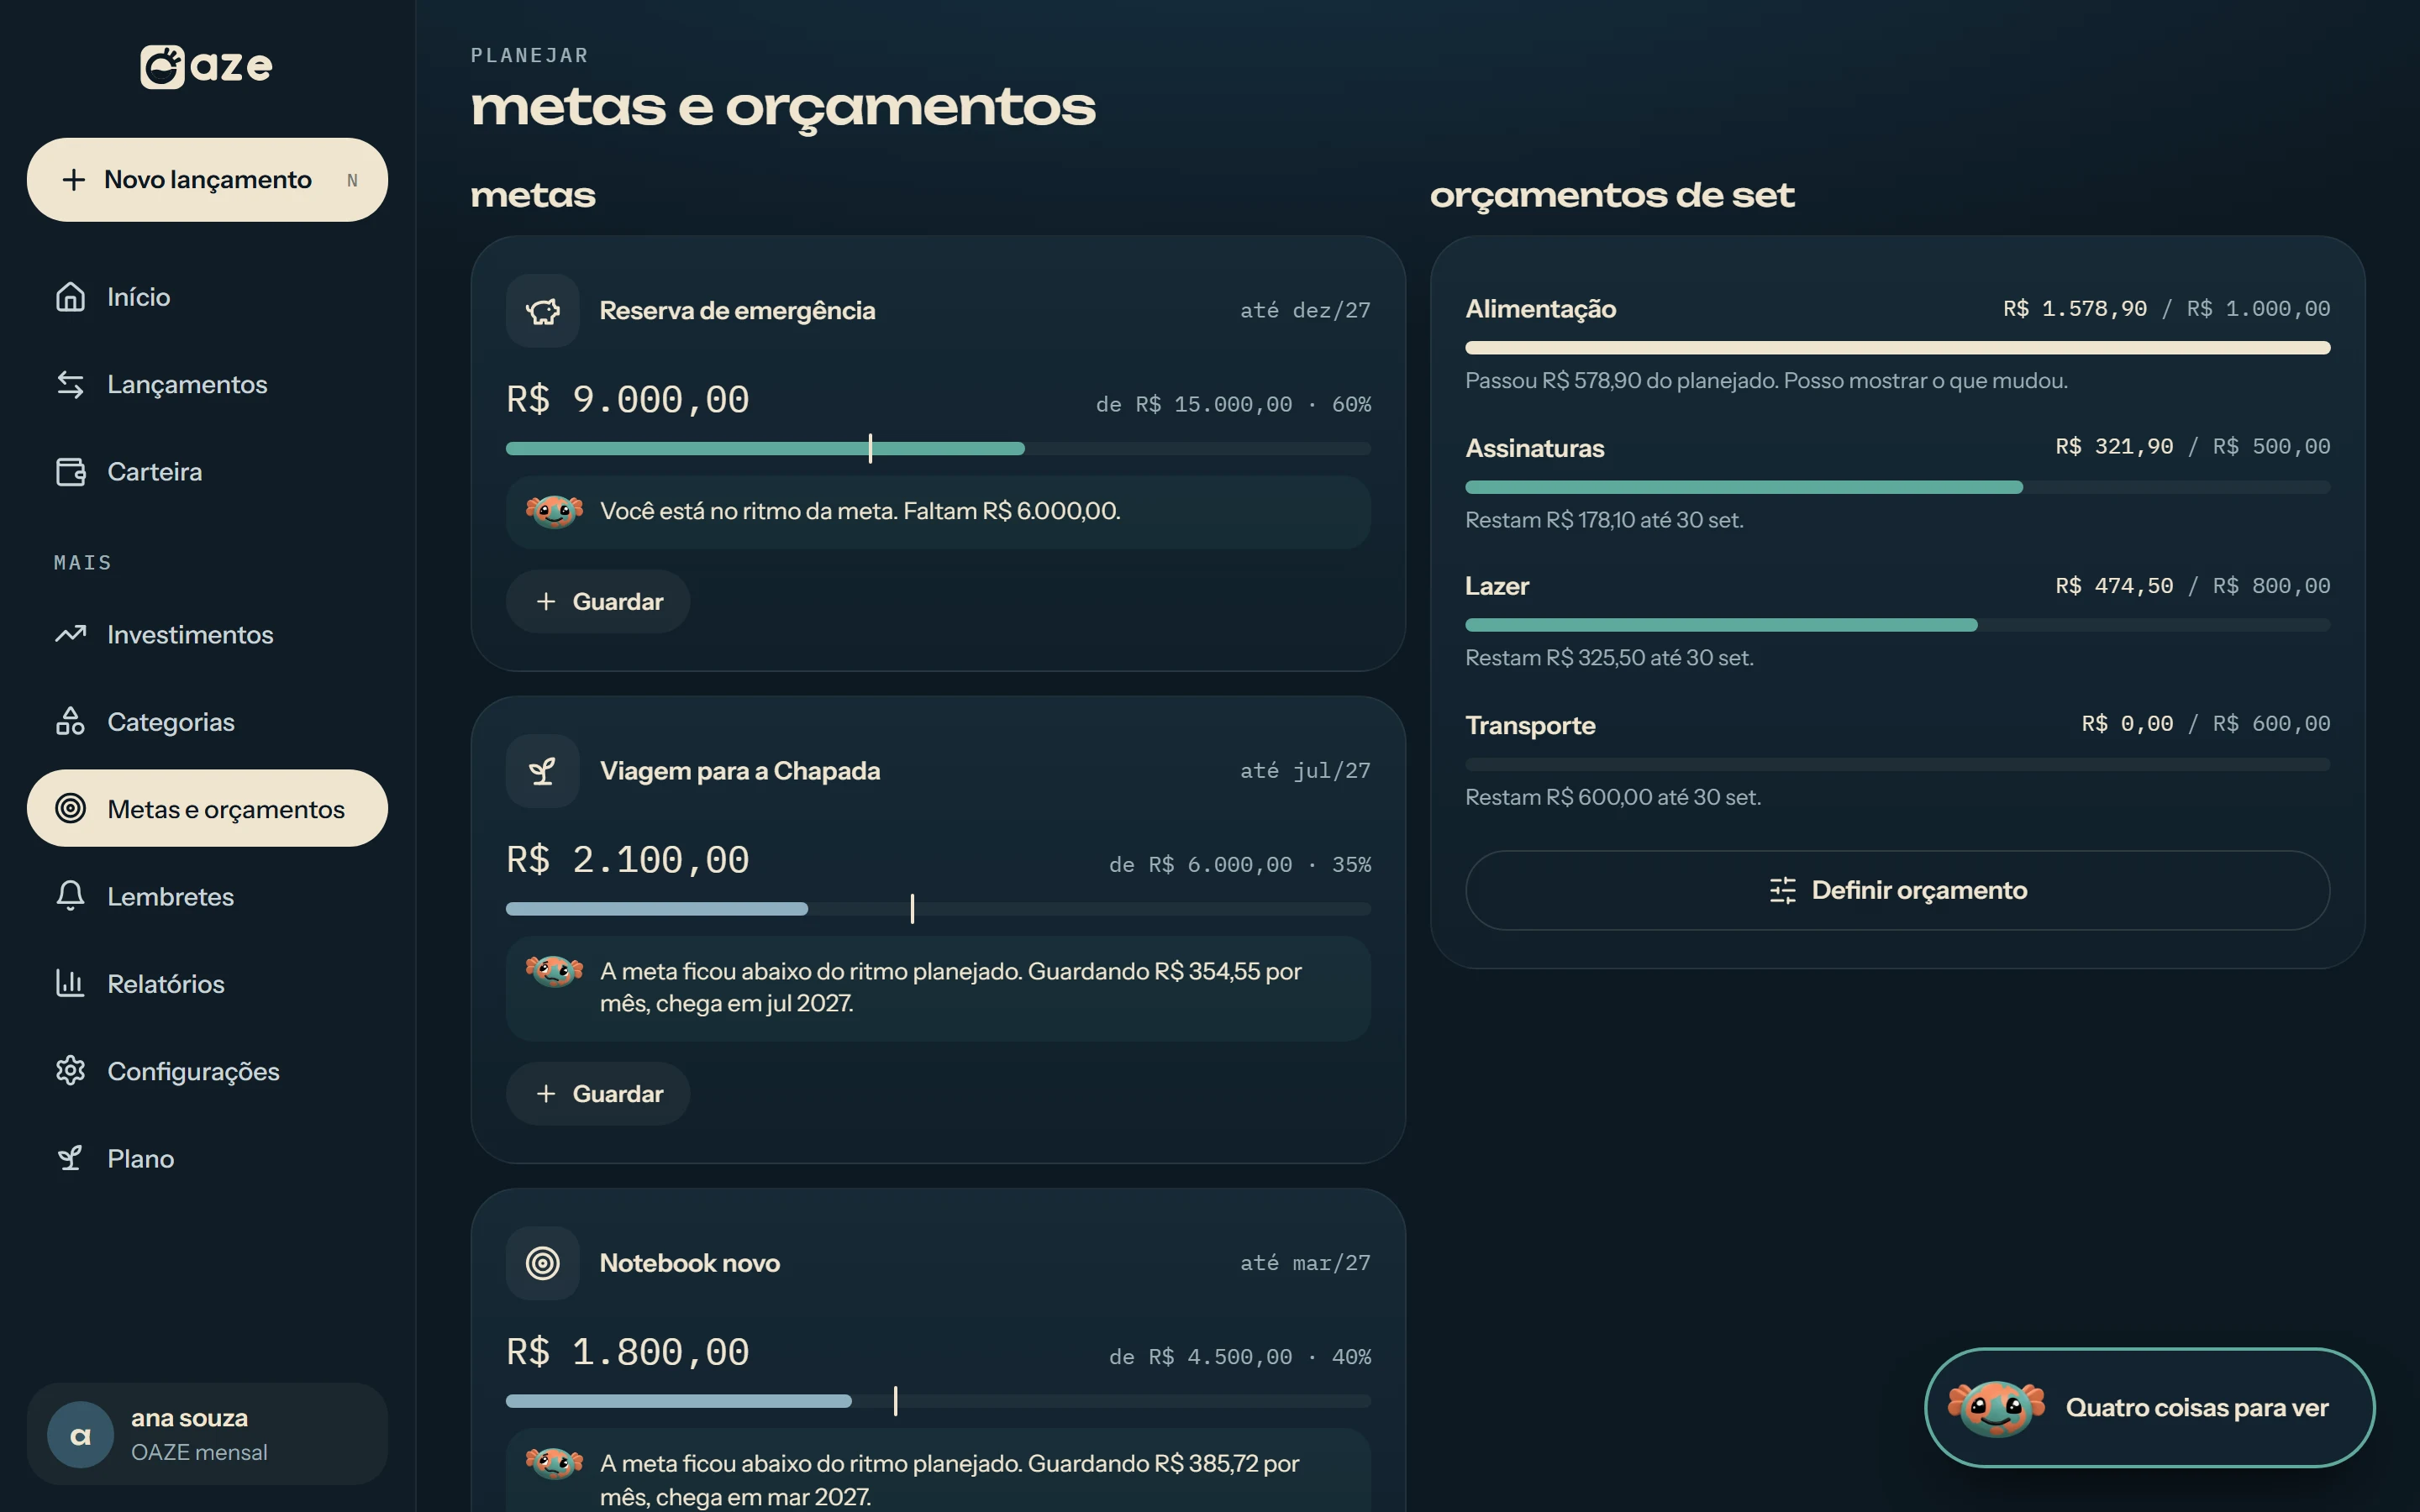 aze
Novo lançamento N
Início
Lançamentos
Carteira
MAIS
Investimentos
Categorias
Metas e orçamentos
Lembretes
Relatórios
Configurações
Plano
a
ana souza
OAZE mensal
PLANEJAR
metas e orçamentos
metas
Reserva de emergência
até dez/27
R$ 9.000,00
de R$ 15.000,00 · 60%
Você está no ritmo da meta. Faltam R$ 6.000,00.
Guardar
Viagem para a Chapada
até jul/27
R$ 2.100,00
de R$ 6.000,00 · 35%
A meta ficou abaixo do ritmo planejado. Guardando R$ 354,55 por
mês, chega em jul 2027.
Guardar
Notebook novo
até mar/27
R$ 1.800,00
de R$ 4.500,00 · 40%
A meta ficou abaixo do ritmo planejado. Guardando R$ 385,72 por
mês, chega em mar 2027.
orçamentos de set
Alimentação
R$ 1.578,90 / R$ 1.000,00
Passou R$ 578,90 do planejado. Posso mostrar o que mudou.
Assinaturas
R$ 321,90 / R$ 500,00
Restam R$ 178,10 até 30 set.
Lazer
R$ 474,50 / R$ 800,00
Restam R$ 325,50 até 30 set.
Transporte
R$ 0,00 / R$ 600,00
Restam R$ 600,00 até 30 set.
Definir orçamento
Quatro coisas para ver